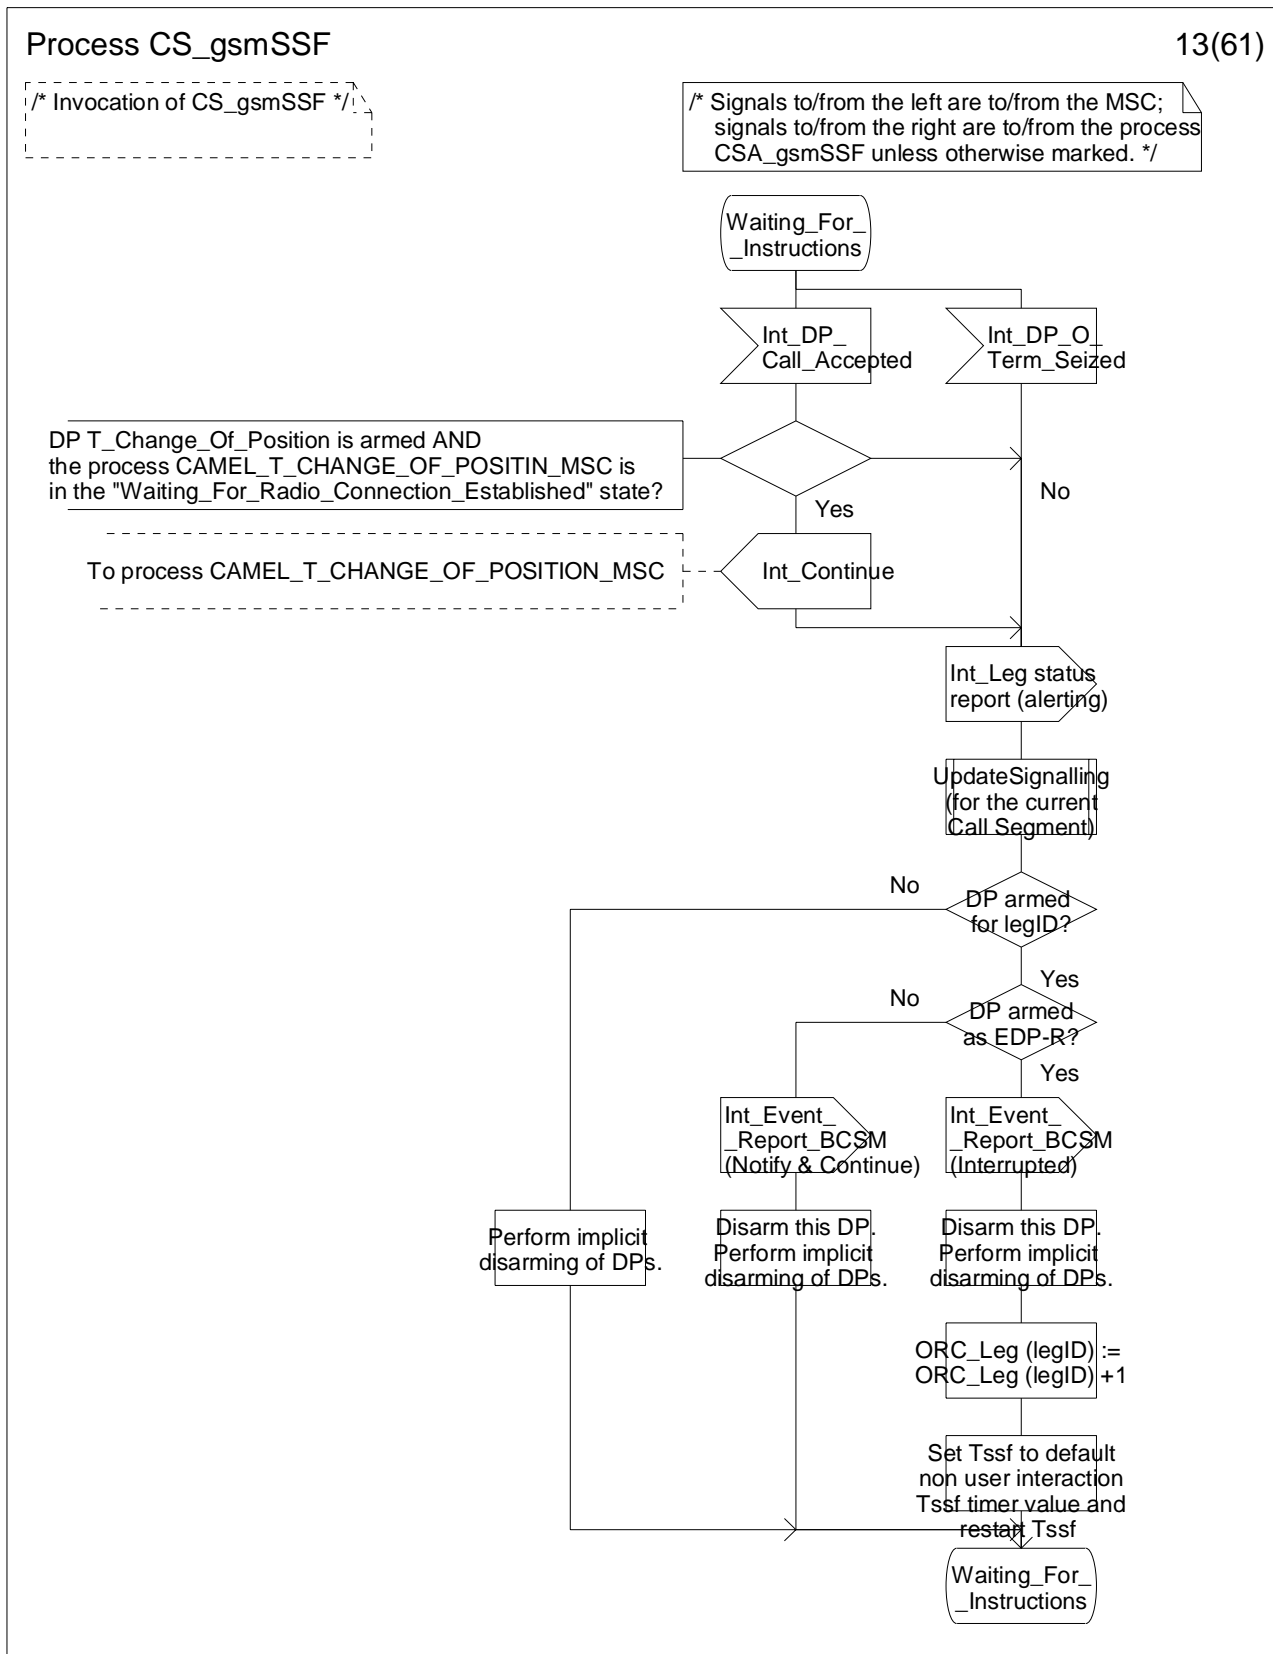 Process CS_gsmSSF
13(61)
/* Invocation of CS_gsmSSF */
/* Signals to/from the left are to/from the MSC;
signals to/from the right are to/from the process
CSA_gsmSSF unless otherwise marked. */
Waiting_For_
_Instructions
Int_DP_
Call_Accepted
Int_DP_O_
Term_Seized
DP T_Change_Of_Position is armed AND
the process CAMEL_T_CHANGE_OF_POSITIN_MSC is
in the "Waiting_For_Radio_Connection_Established" state?
No
Yes
To process CAMEL_T_CHANGE_OF_POSITION_MSC
Int_Continue
Int_Leg status
report (alerting)
UpdateSignalling
(for the current
Call Segment)
No
DP armed
for legID?
Yes
No
DP armed
as EDP-R?
Yes
Int_Event_
_Report_BCSM
(Notify & Continue)
Int_Event_
_Report_BCSM
(Interrupted)
Perform implicit
disarming of DPs.
Disarm this DP.
Perform implicit
disarming of DPs.
Disarm this DP.
Perform implicit
disarming of DPs.
ORC_Leg (legID) :=
ORC_Leg (legID) +1
Set Tssf to default
non user interaction
Tssf timer value and
restart Tssf
Waiting_For_
_Instructions